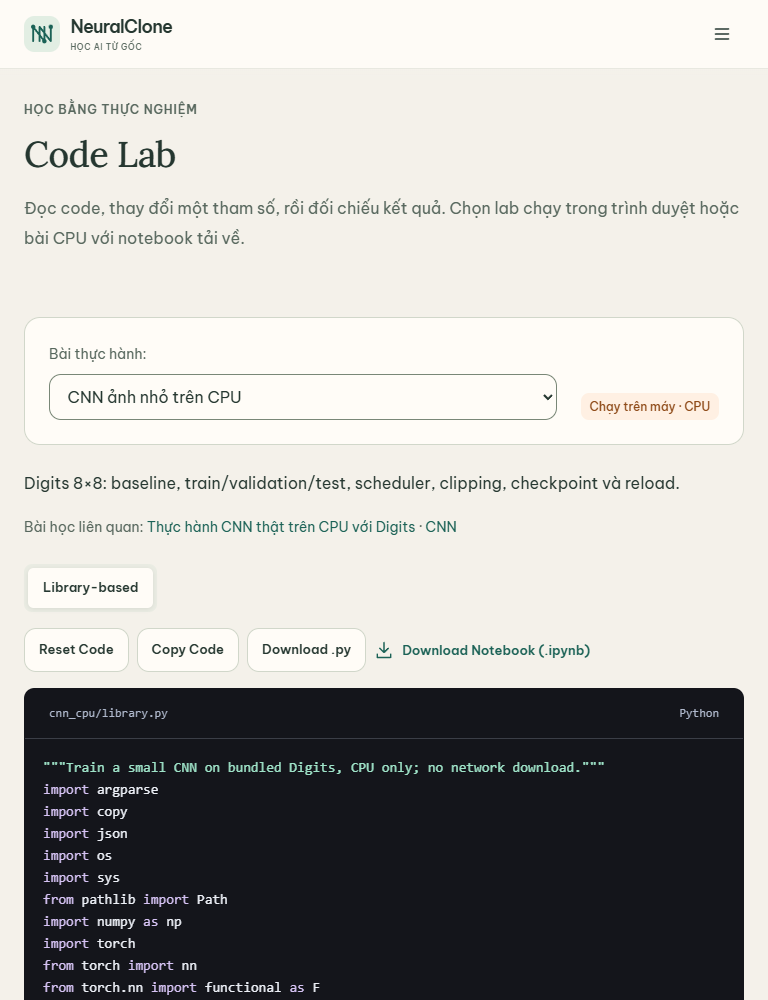 NeuralClone
HỌC AI TỪ GỐC
HỌC BẰNG THỰC NGHIỆM
Code Lab
Đọc code, thay đổi một tham số, rồi đối chiếu kết quả. Chọn lab chạy trong trình duyệt hoặc
bài CPU với notebook tải về.
Bài thực hành:
CNN ảnh nhỏ trên CPU
Chạy trên máy · CPU
Digits 8×8: baseline, train/validation/test, scheduler, clipping, checkpoint và reload.
Bài học liên quan: Thực hành CNN thật trên CPU với Digits · CNN
Library-based
Reset Code
Copy Code
Download .py
Download Notebook (.ipynb)
cnn_cpu/library.py
Python
"""Train a small CNN on bundled Digits, CPU only; no network download."""
import argparse
import copy
import json
import os
import sys
from pathlib import Path
import numpy as np
import torch
from torch import nn
from torch.nn import functional as F